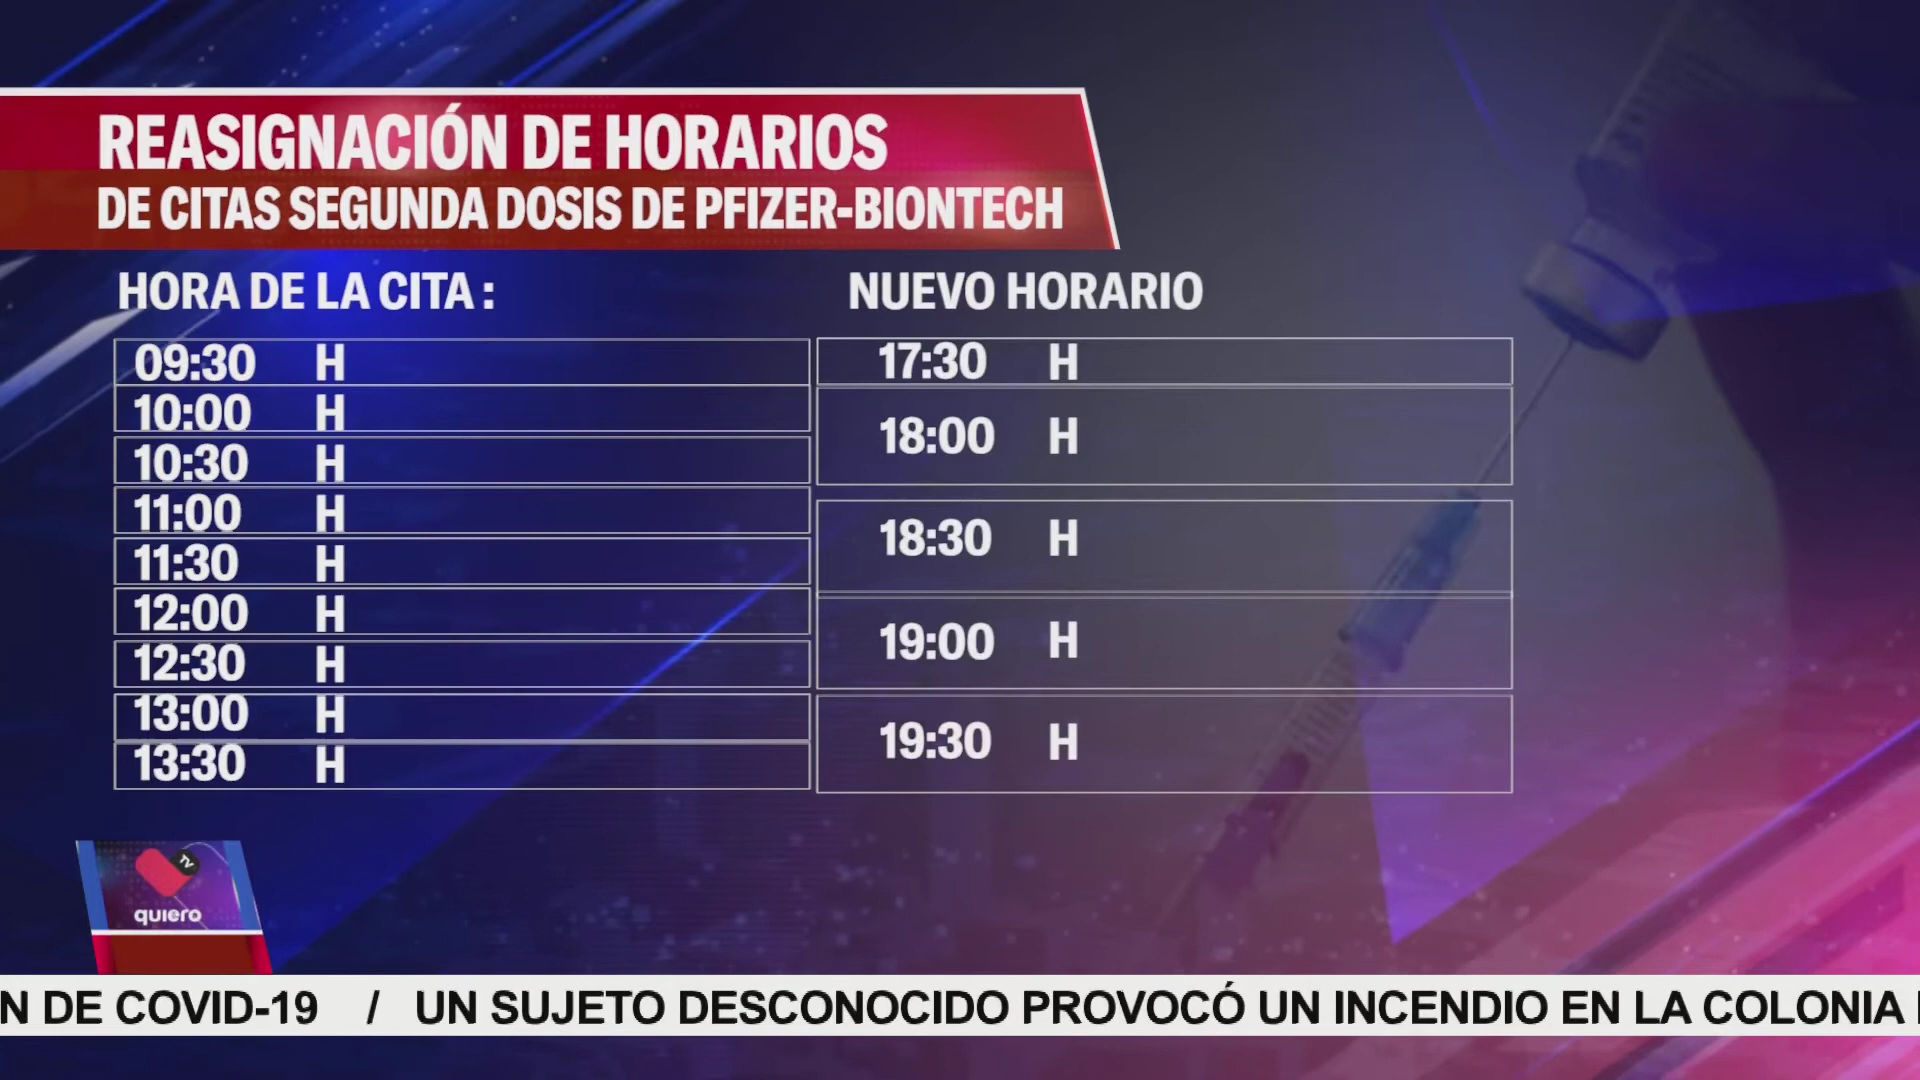 REASIGNACIÓN DE HORARIOS
DE CITAS SEGUNDA DOSIS DE PFIZER-BIONTECH
HORA DE LA CITA :
NUEVO HORARIO
09:30 H
17:30 H
10:00 H
18:00 H
10:30 H
11:00 H
18:30 H
11:30 H
12:00 H
19:00 H
12:30 H
13:00 H
19:30 H
13:30 H
TV
quiero
N DE COVID-19 / UN SUJETO DESCONOCIDO PROVOCÓ UN INCENDIO EN LA COLONIA